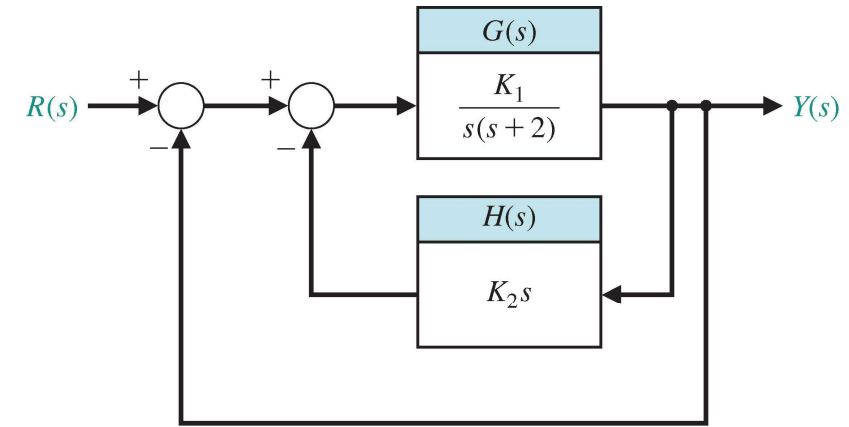 G(s)
K₁
s(s + 2)
+
+
R(s)
Y(s)
−
−
H(s)
K₂s